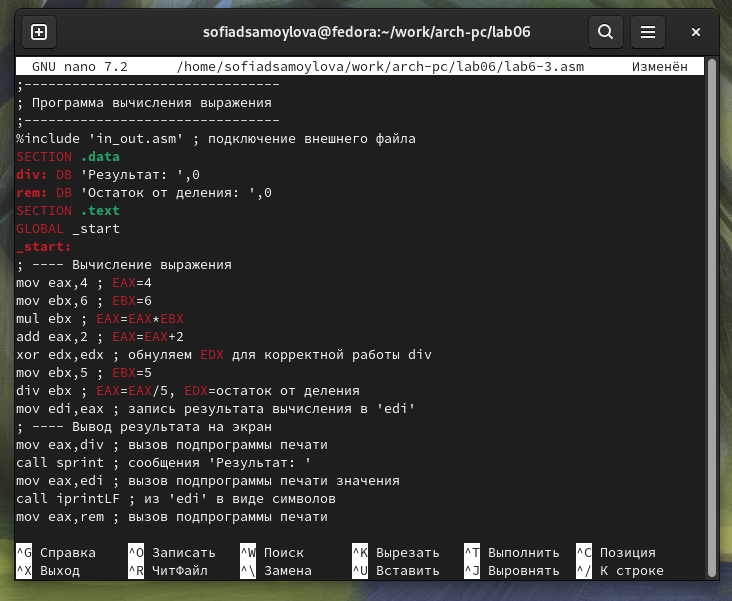 sofiadsamoylova@fedora:~/work/arch-pc/lab06
GNU nano 7.2 /home/sofiadsamoylova/work/arch-pc/lab06/lab6-3.asm Изменён
;--------------------------------
; Программа вычисления выражения
;--------------------------------
%include 'in_out.asm' ; подключение внешнего файла
SECTION .data
div: DB 'Результат: ',0
rem: DB 'Остаток от деления: ',0
SECTION .text
GLOBAL _start
_start:
; ---- Вычисление выражения
mov eax,4 ; EAX=4
mov ebx,6 ; EBX=6
mul ebx ; EAX=EAX*EBX
add eax,2 ; EAX=EAX+2
xor edx,edx ; обнуляем EDX для корректной работы div
mov ebx,5 ; EBX=5
div ebx ; EAX=EAX/5, EDX=остаток от деления
mov edi,eax ; запись результата вычисления в 'edi'
; ---- Вывод результата на экран
mov eax,div ; вызов подпрограммы печати
call sprint ; сообщения 'Результат: '
mov eax,edi ; вызов подпрограммы печати значения
call iprintLF ; из 'edi' в виде символов
mov eax,rem ; вызов подпрограммы печати
^G Справка ^O Записать ^W Поиск ^K Вырезать ^T Выполнить ^C Позиция
^X Выход ^R ЧитФайл ^\ Замена ^U Вставить ^J Выровнять ^/ К строке